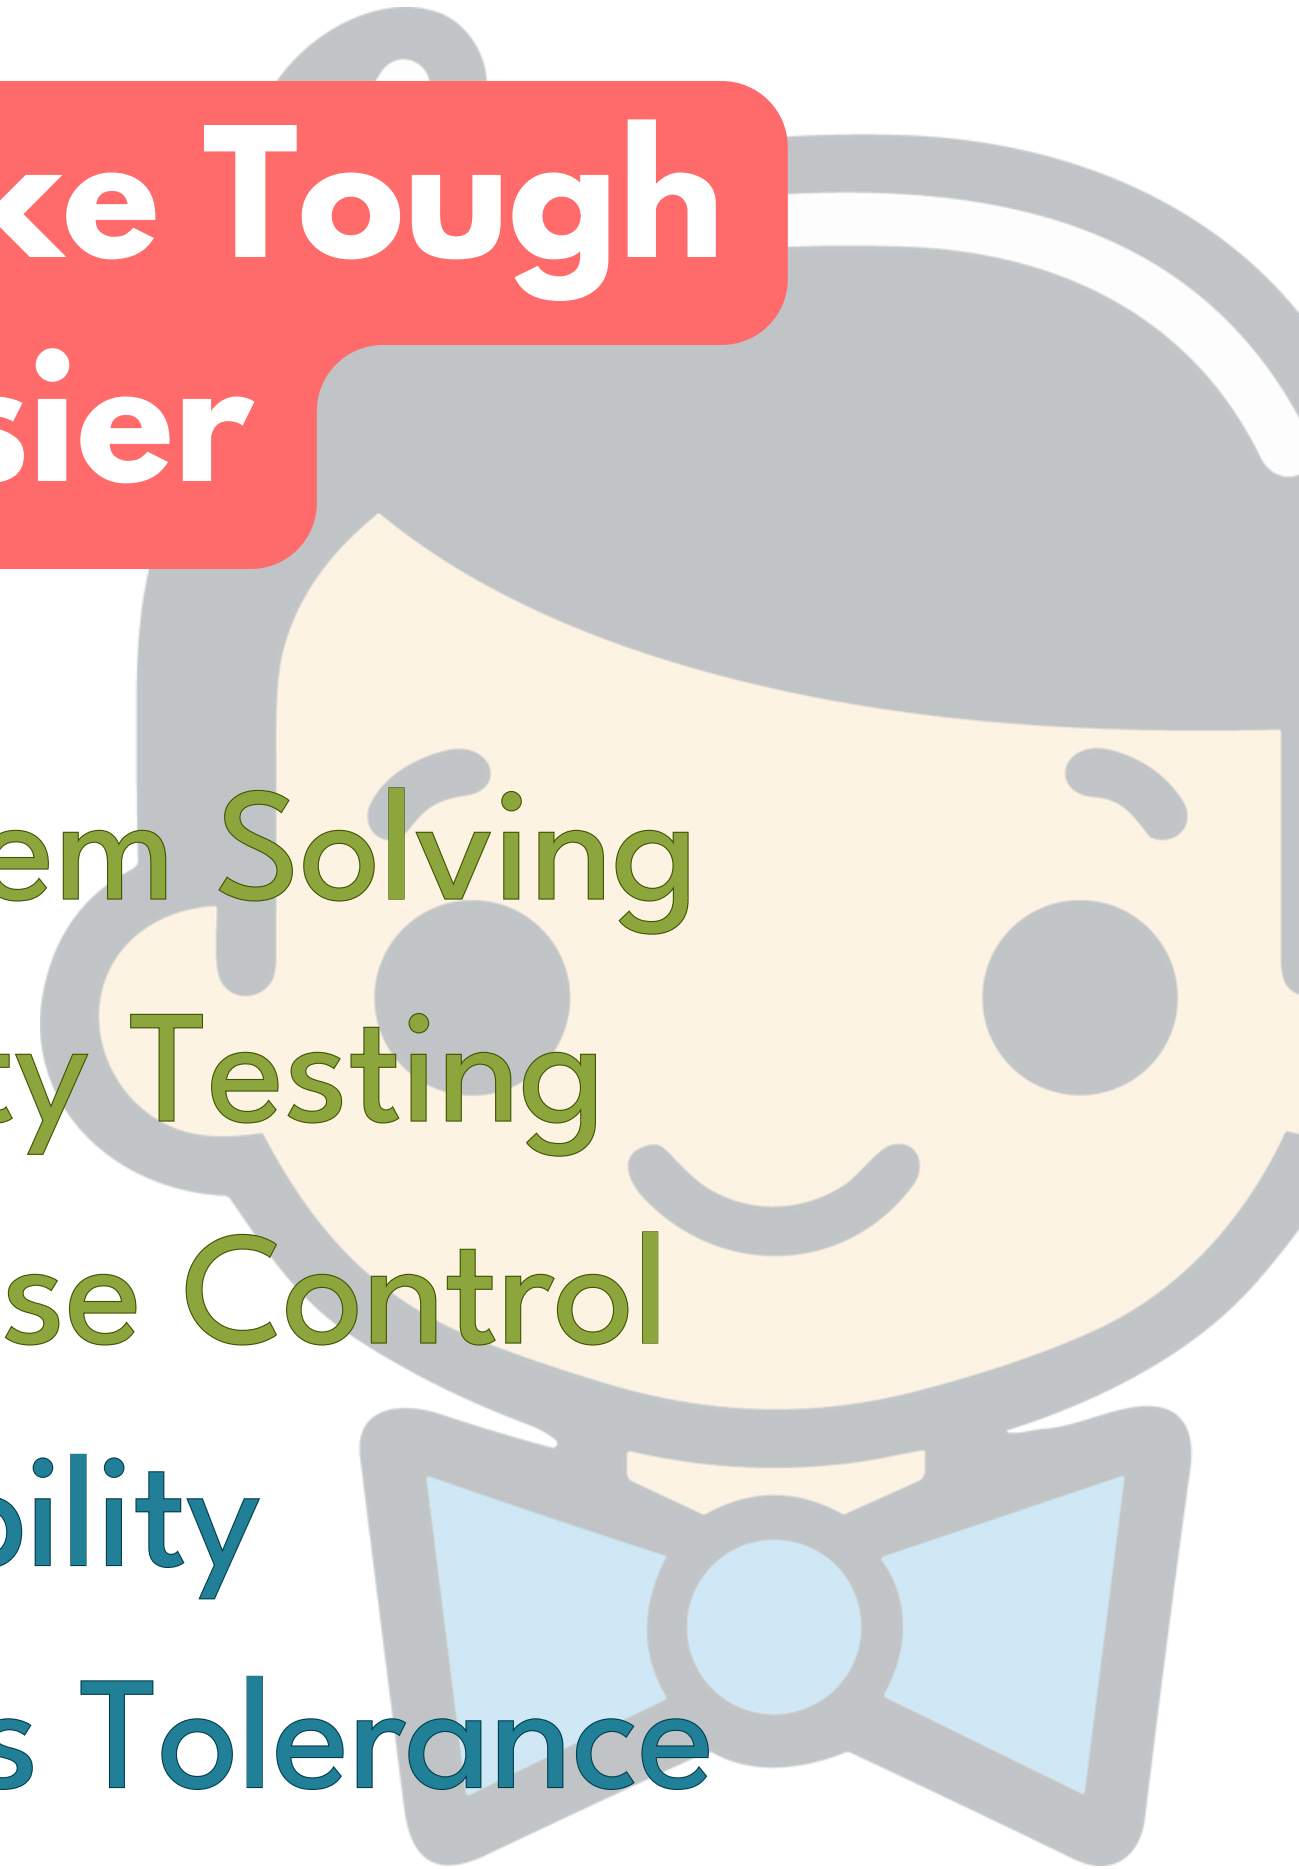 ke Tough
sier
em Solving
ty Testing
se Control
bility
s Tolerance